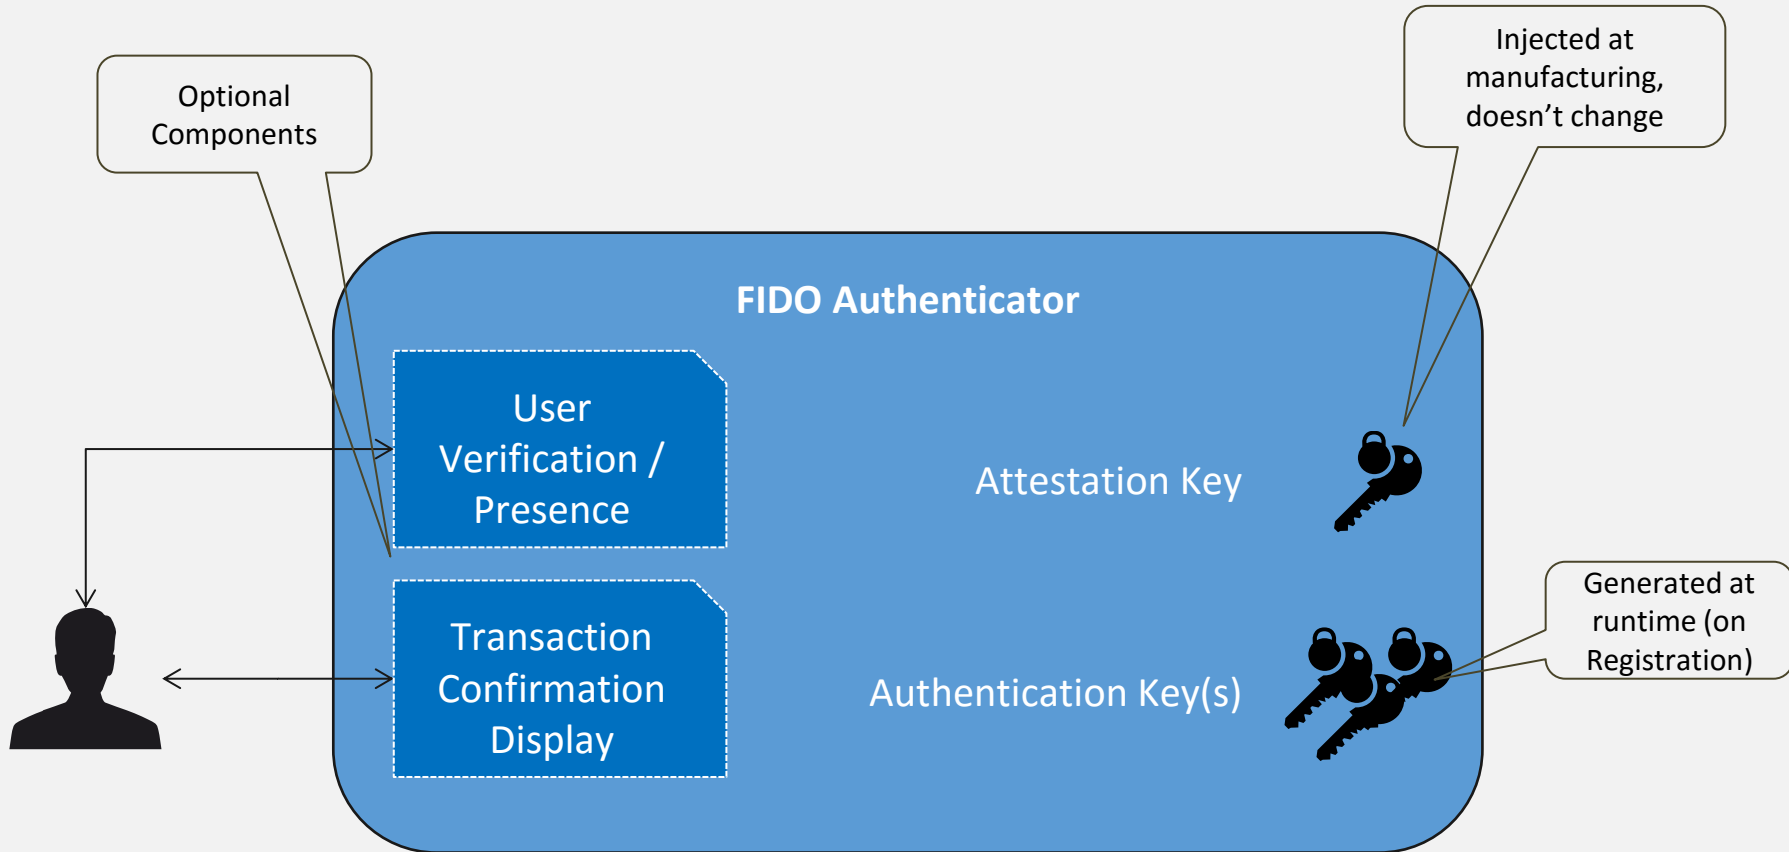 Optional
Components
Injected at
manufacturing,
doesn’t change
FIDO Authenticator
User
Verification /
Presence
Attestation Key
Transaction
Confirmation
Display
Authentication Key(s)
Generated at
runtime (on
Registration)